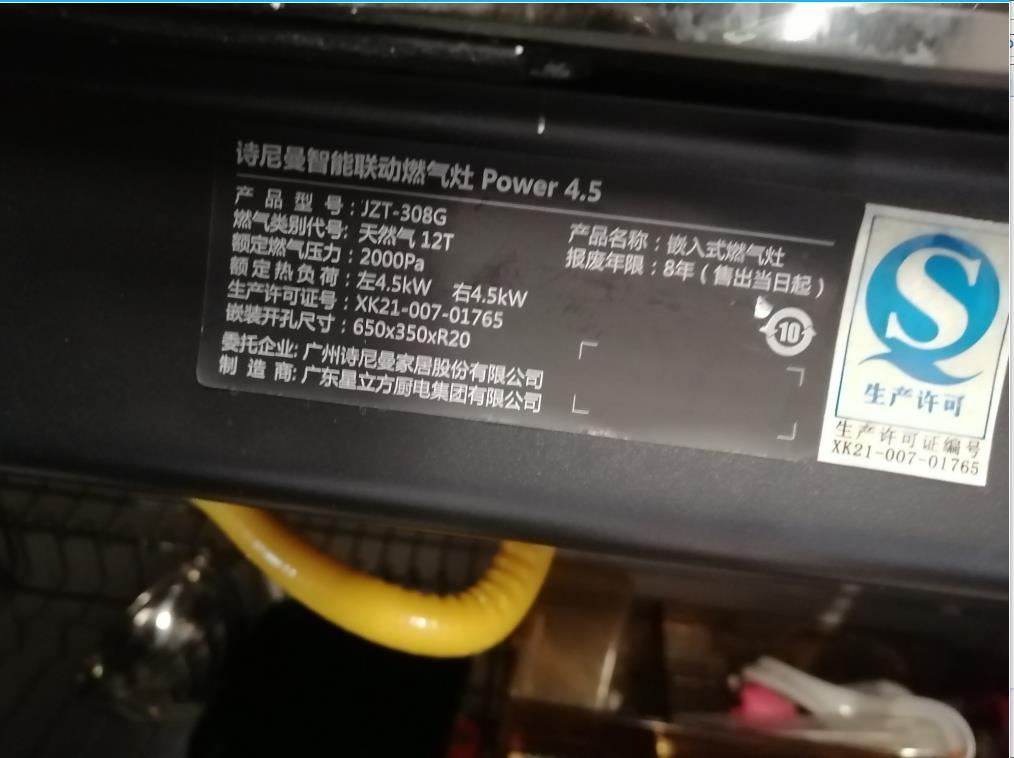 诗尼曼智能联动燃气灶 Power 4.5
产品型号：JZT-308G
燃气类别代号：天然气 12T
额定燃气压力：2000Pa
额定热负荷：左4.5kW 右4.5kW
生产许可证号：XK21-007-01765
嵌装开孔尺寸：650x350xR20
委托企业: 广州诗尼曼家居股份有限公司
制造商: 广东星立方厨电集团有限公司
产品名称：嵌入式燃气灶
报废年限：8年（售出当日起）
10
S
生产许可
生产许可证编号
XK21-007-01765